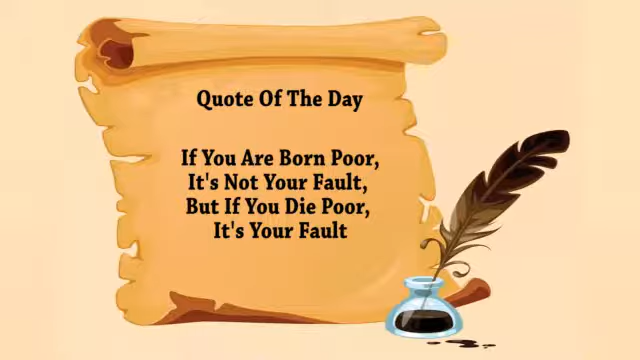 Quote Of The Day
If You Are Born Poor,
It's Not Your Fault,
But If You Die Poor,
It's Your Fault